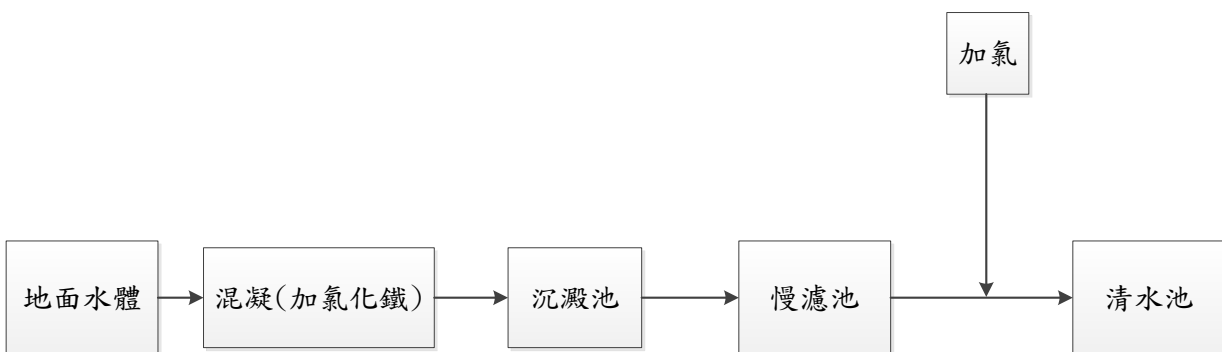 加氯
地面水體
混凝(加氯化鐵)
沉澱池
慢濾池
清水池